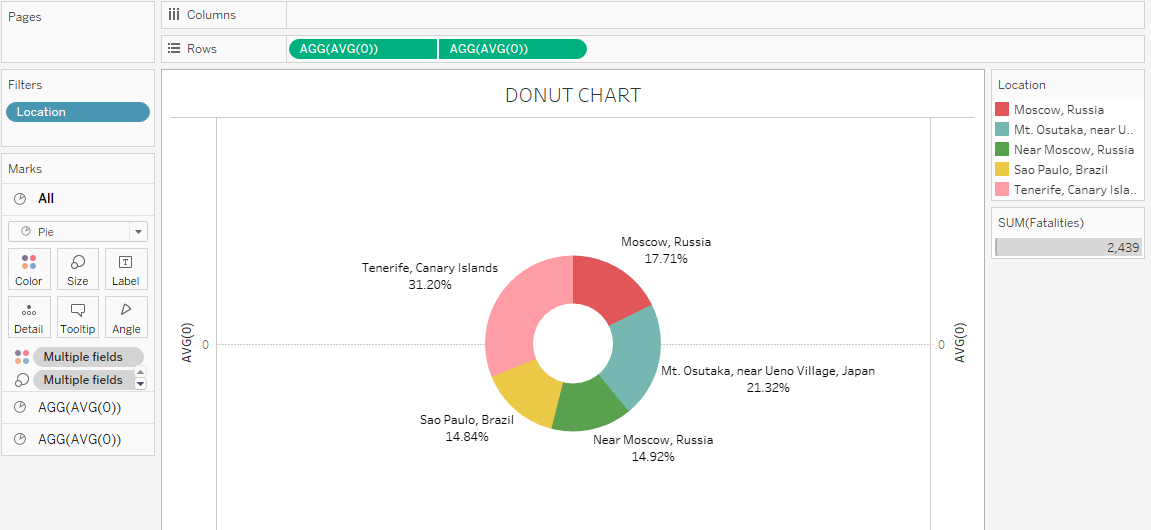 Pages
Columns
Rows
AGG(AVG(0))
AGG(AVG(0))
Filters
Location
Marks
All
Pie
Color
Size
Label
Detail
Tooltip
Angle
Multiple fields
Multiple fields
AGG(AVG(0))
AGG(AVG(0))
DONUT CHART
AVG(0)
0
Moscow, Russia
17.71%
Tenerife, Canary Islands
31.20%
Mt. Osutaka, near Ueno Village, Japan
21.32%
Sao Paulo, Brazil
14.84%
Near Moscow, Russia
14.92%
0
AVG(0)
Location
Moscow, Russia
Mt. Osutaka, near U..
Near Moscow, Russia
Sao Paulo, Brazil
Tenerife, Canary Isla..
SUM(Fatalities)
2,439